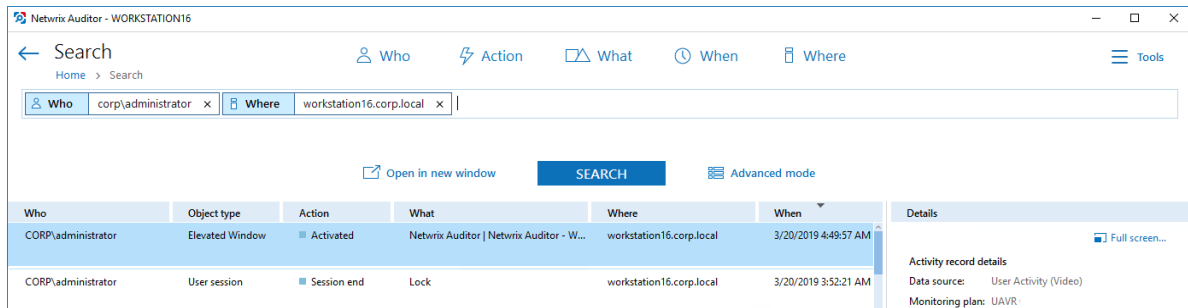 Netwrix Auditor - WORKSTATION16
Search
Who Action What When Where
Tools
Home > Search
Who corp\administrator × Where workstation16.corp.local ×
Open in new window SEARCH Advanced mode
Who Object type Action What Where When Details
CORP\administrator Elevated Window Activated Netwrix Auditor | Netwrix Auditor - W... workstation16.corp.local 3/20/2019 4:49:57 AM
Full screen...
Activity record details
CORP\administrator User session Session end Lock workstation16.corp.local 3/20/2019 3:52:21 AM
Data source: User Activity (Video)
Monitoring plan: UAVR